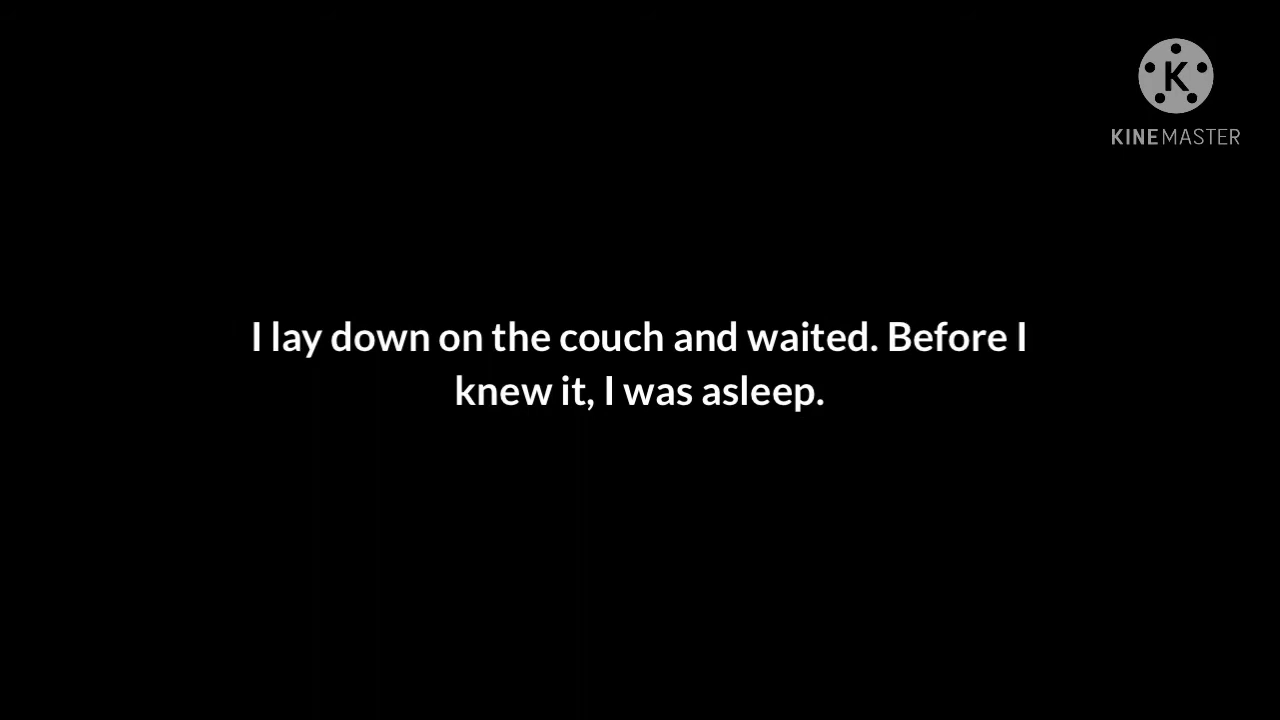 K
KINEMASTER
I lay down on the couch and waited. Before I
knew it, I was asleep.